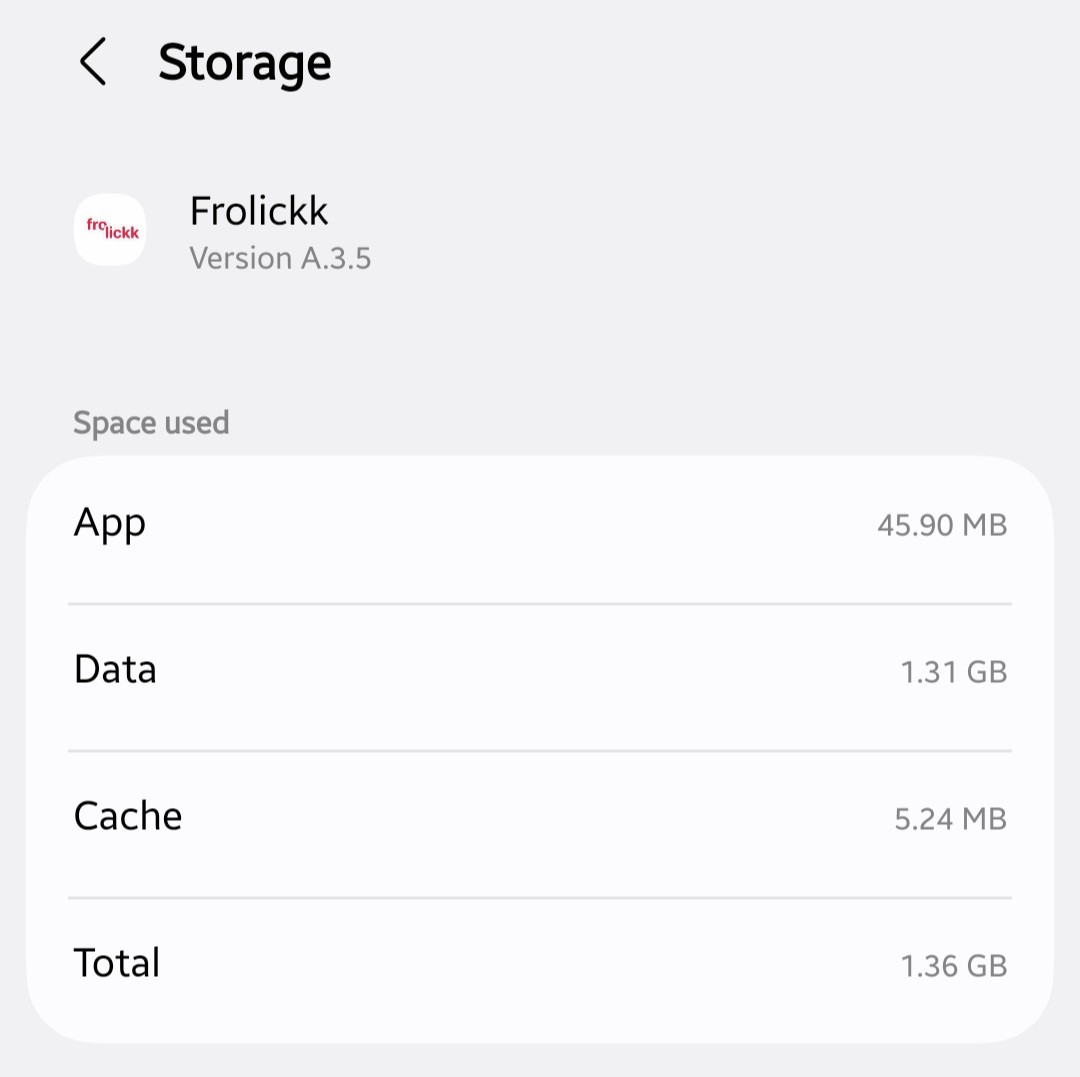 Storage
frolickk
Frolickk
Version A.3.5
Space used
App 45.90 MB
Data 1.31 GB
Cache 5.24 MB
Total 1.36 GB